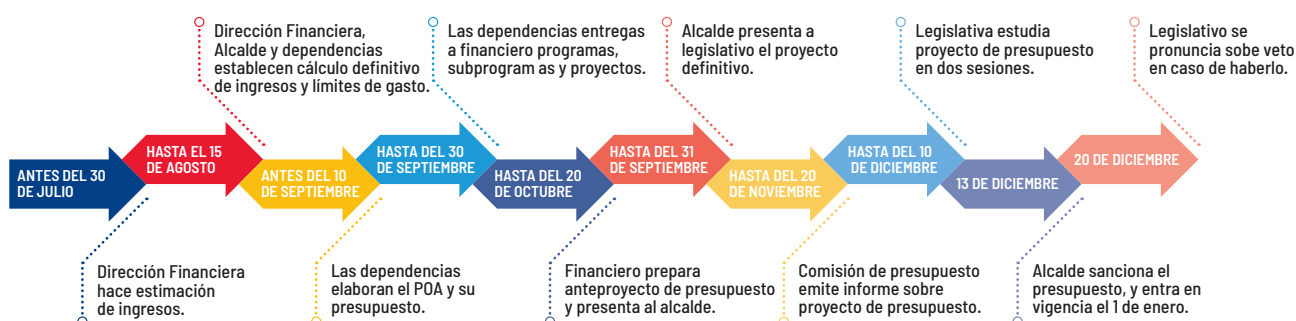 Dirección Financiera,
Alcalde y dependencias
establecen cálculo definitivo
de ingresos y límites de gasto.
Las dependencias entregas
a financiero programas,
subprogram as y proyectos.
Alcalde presenta a
legislativo el proyecto
definitivo.
Legislativa estudia
proyecto de presupuesto
en dos sesiones.
Legislativo se
pronuncia sobe veto
en caso de haberlo.
ANTES DEL 30
DE JULIO
HASTA EL 15
DE AGOSTO
ANTES DEL 10
DE SEPTIEMBRE
HASTA DEL 30
DE SEPTIEMBRE
HASTA DEL 20
DE OCTUBRE
HASTA DEL 31
DE SEPTIEMBRE
HASTA DEL 20
DE NOVIEMBRE
HASTA DEL 10
DE DICIEMBRE
13 DE DICIEMBRE
20 DE DICIEMBRE
Dirección Financiera
hace estimación
de ingresos.
Las dependencias
elaboran el POA y su
presupuesto.
Financiero prepara
anteproyecto de presupuesto
y presenta al alcalde.
Comisión de presupuesto
emite informe sobre
proyecto de presupuesto.
Alcalde sanciona el
presupuesto, y entra en
vigencia el 1 de enero.